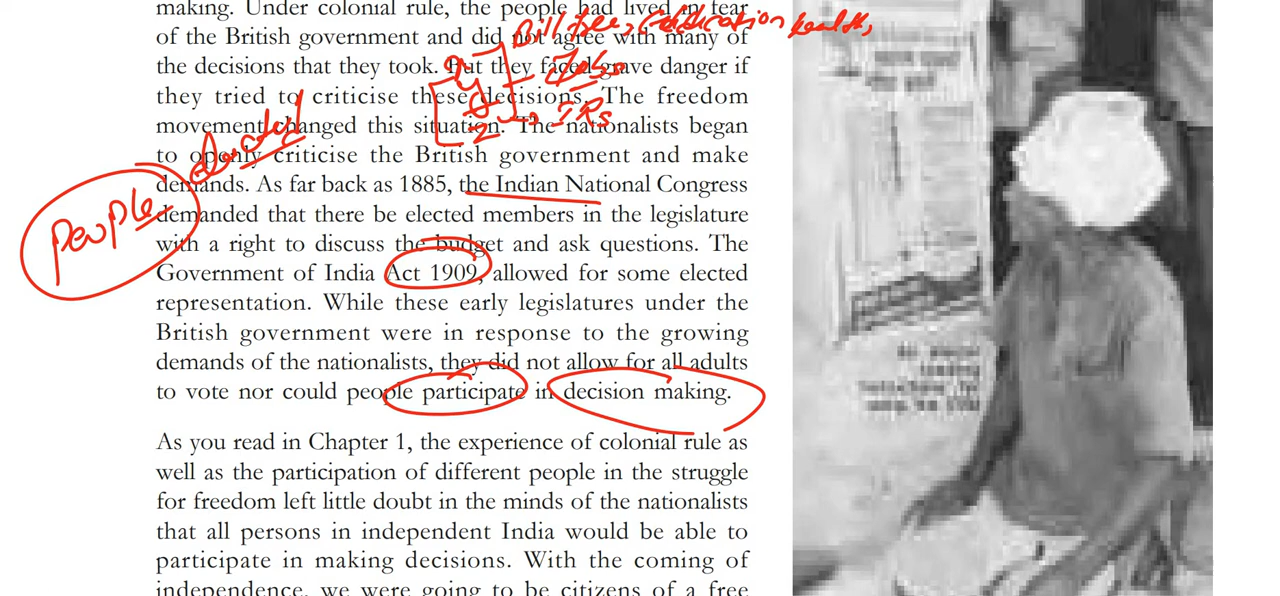 making. Under colonial rule, the people had lived in fear
of the British government and did not agree with many of
the decisions that they took. But they faced grave danger if
they tried to criticise these decisions. The freedom
movement changed this situation. The nationalists began
to openly criticise the British government and make
demands. As far back as 1885, the Indian National Congress
demanded that there be elected members in the legislature
with a right to discuss the budget and ask questions. The
Government of India Act 1909, allowed for some elected
representation. While these early legislatures under the
British government were in response to the growing
demands of the nationalists, they did not allow for all adults
to vote nor could people participate in decision making.
As you read in Chapter 1, the experience of colonial rule as
well as the participation of different people in the struggle
for freedom left little doubt in the minds of the nationalists
that all persons in independent India would be able to
participate in making decisions. With the coming of
independence, we were going to be citizens of a free
People
health,